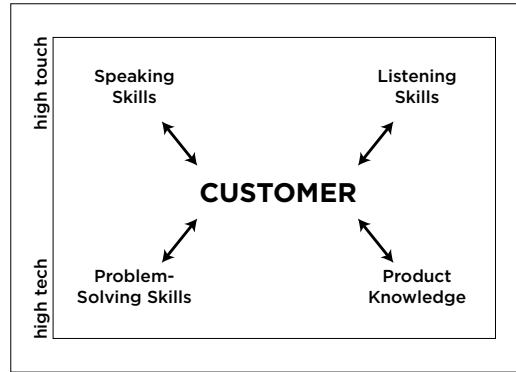 high touch
Speaking
Skills
Listening
Skills
CUSTOMER
high tech
Problem-
Solving Skills
Product
Knowledge